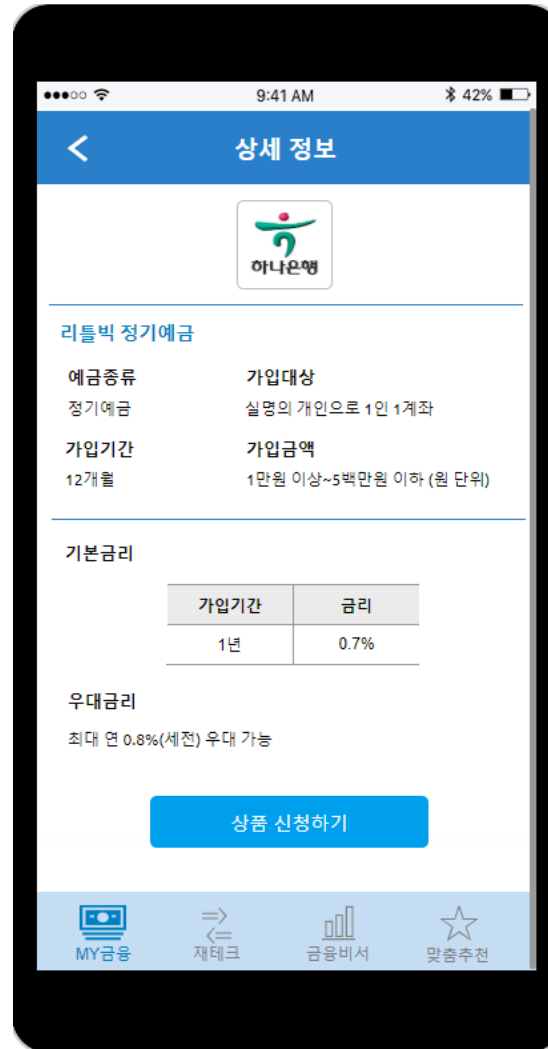 9:41 AM
42%
상세 정보
하나은행
리틀빅 정기예금
예금종류 가입대상
정기예금 실명의 개인으로 1인 1계좌
가입기간 가입금액
12개월 1만원 이상~5백만원 이하 (원 단위)
기본금리
가입기간 금리
1년 0.7%
우대금리
최대 연 0.8%(세전) 우대 가능
상품 신청하기
MY금융 재테크 금융비서 맞춤추천